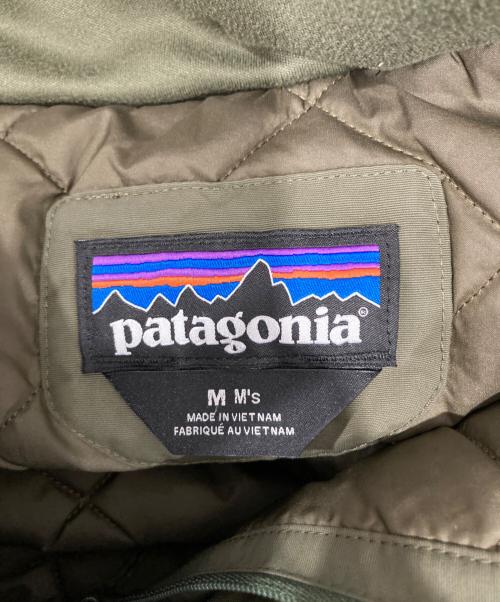 patagonia®
M M's
MADE IN VIETNAM
FABRIQUÉ AU VIETNAM